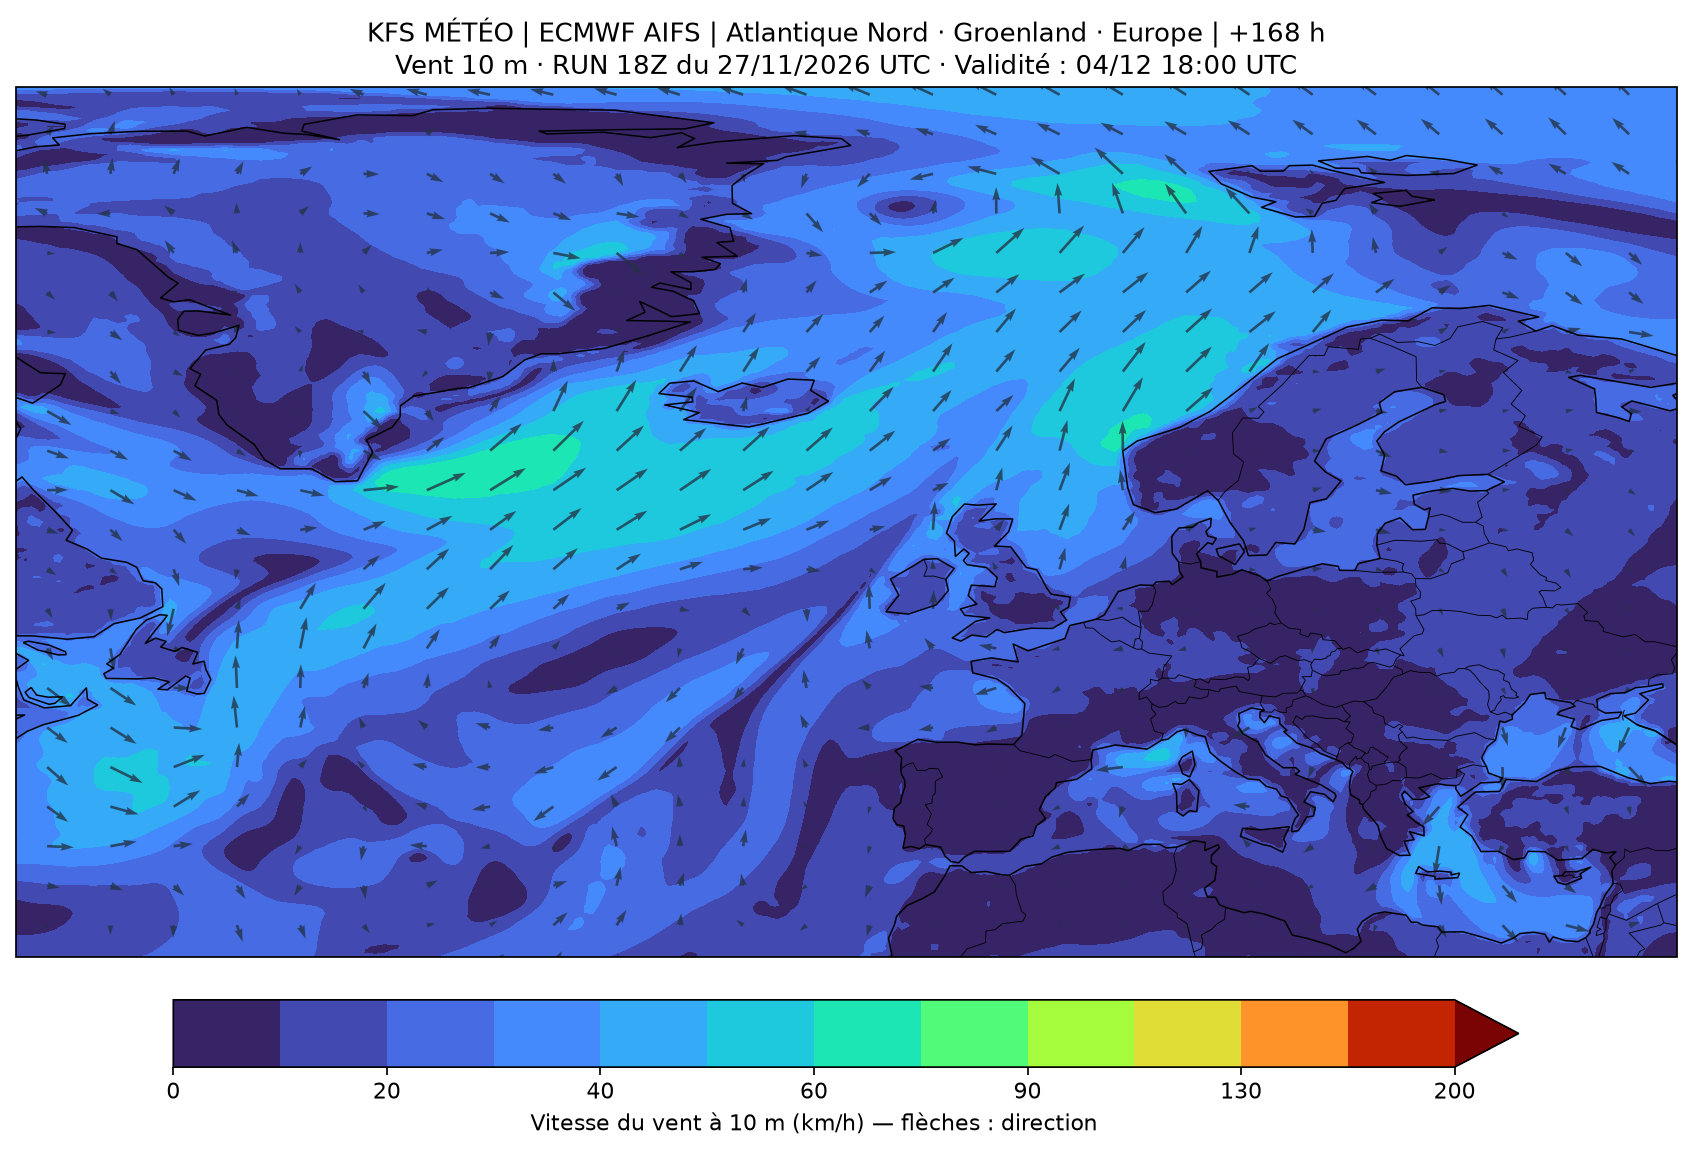 KFS MÉTÉO | ECMWF AIFS | Atlantique Nord · Groenland · Europe | +168 h
Vent 10 m · RUN 18Z du 27/11/2026 UTC · Validité : 04/12 18:00 UTC
0 20 40 60 90 130 200
Vitesse du vent à 10 m (km/h) — flèches : direction